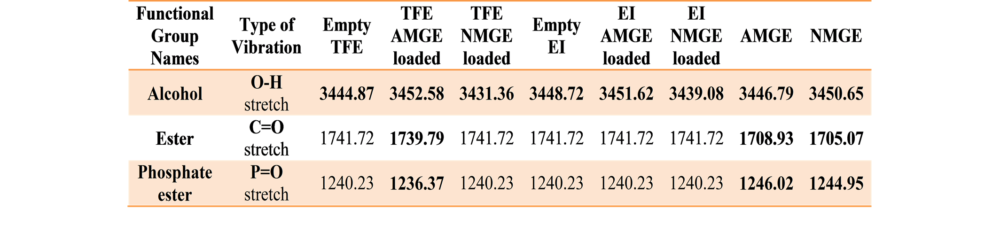 Functional Group Names Type of Vibration Empty TFE TFE AMGE loaded TFE NMGE loaded Empty EI EI AMGE loaded EI NMGE loaded AMGE NMGE
Alcohol O-H stretch 3444.87 3452.58 3431.36 3448.72 3451.62 3439.08 3446.79 3450.65
Ester C=O stretch 1741.72 1739.79 1741.72 1741.72 1741.72 1741.72 1708.93 1705.07
Phosphate ester P=O stretch 1240.23 1236.37 1240.23 1240.23 1240.23 1240.23 1246.02 1244.95